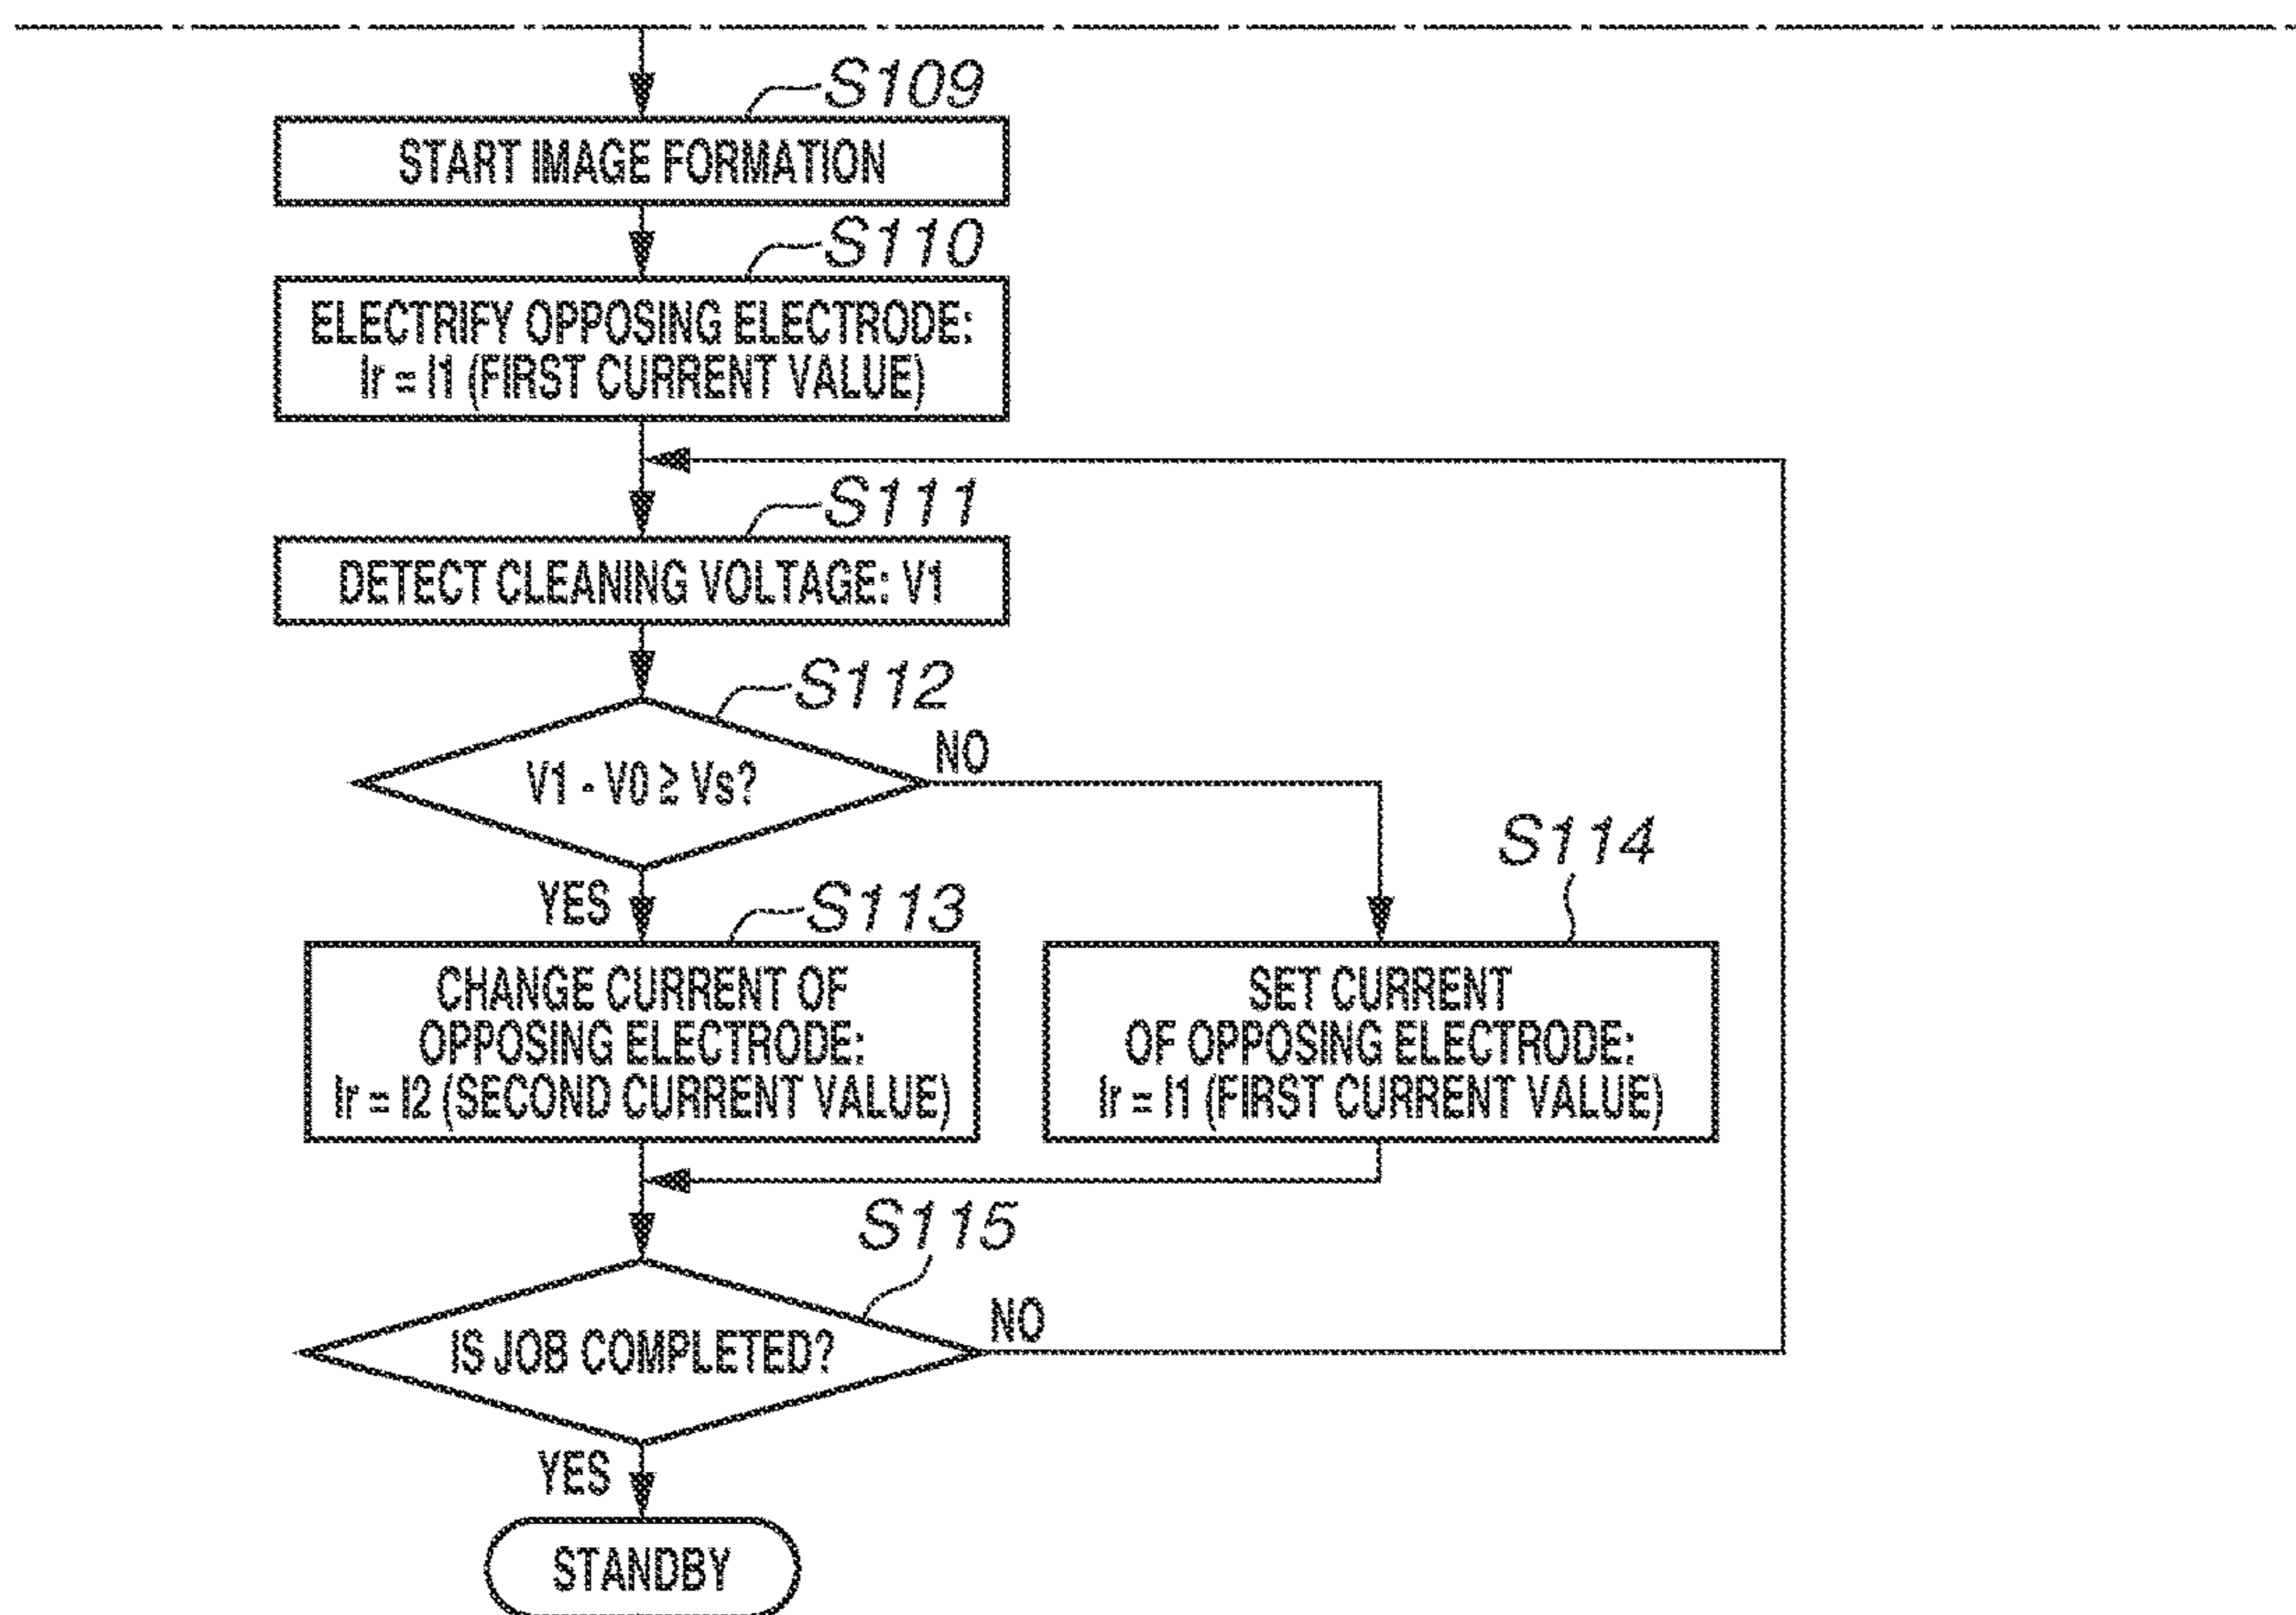 S109
START IMAGE FORMATION
S110
ELECTRIFY OPPOSING ELECTRODE:
Ir = I1 (FIRST CURRENT VALUE)
S111
DETECT CLEANING VOLTAGE: V1
S112
V1 - V0 ≥ Vs?
NO
YES
S113
CHANGE CURRENT OF
OPPOSING ELECTRODE:
Ir = I2 (SECOND CURRENT VALUE)
S114
SET CURRENT
OF OPPOSING ELECTRODE:
Ir = I1 (FIRST CURRENT VALUE)
S115
IS JOB COMPLETED?
NO
YES
STANDBY